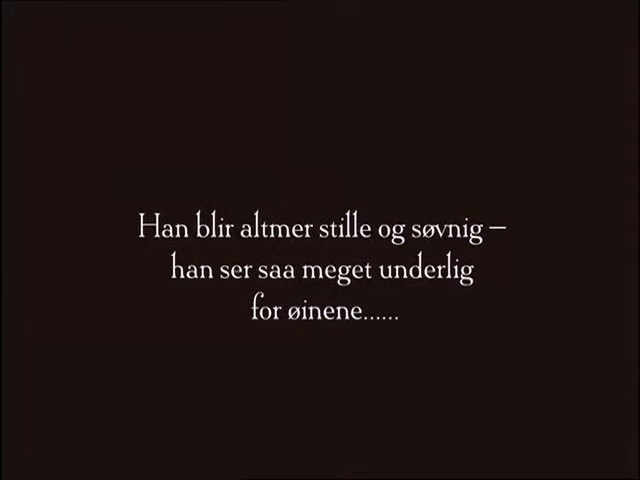 Han blir altmer stille og søvnig –
han ser saa meget underlig
for øinene......